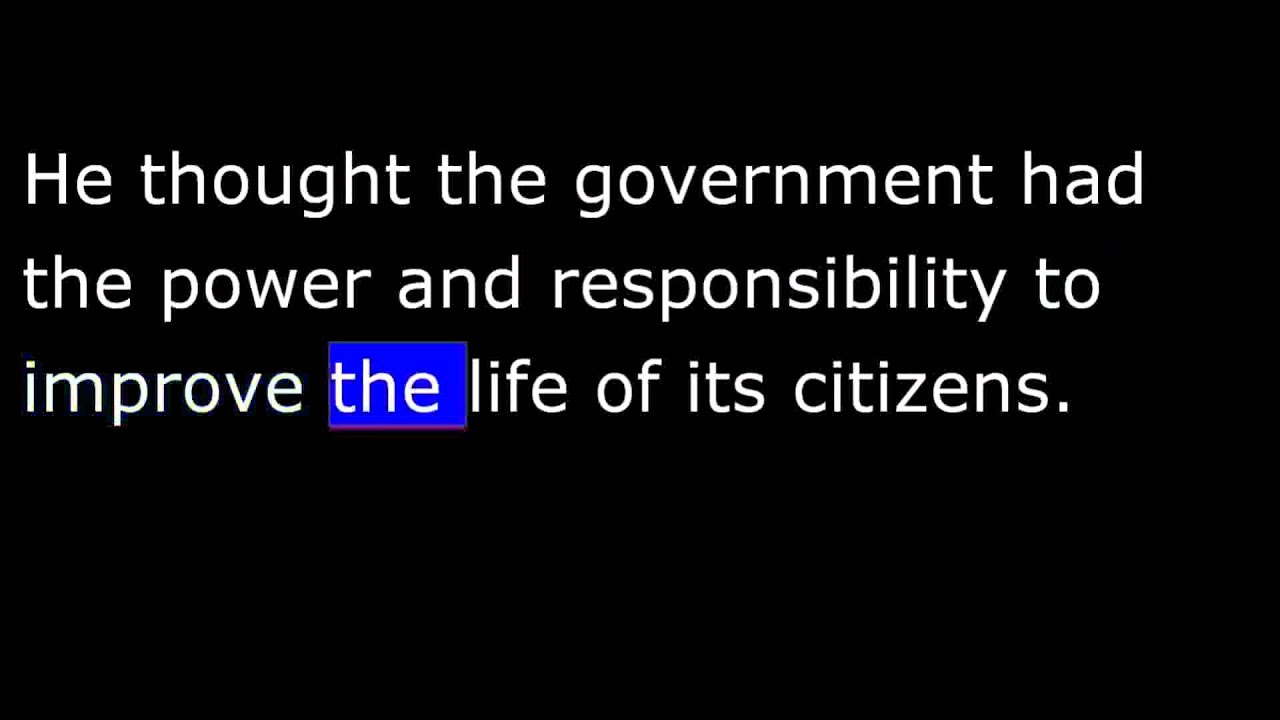 He thought the government had
the power and responsibility to
improve the life of its citizens.